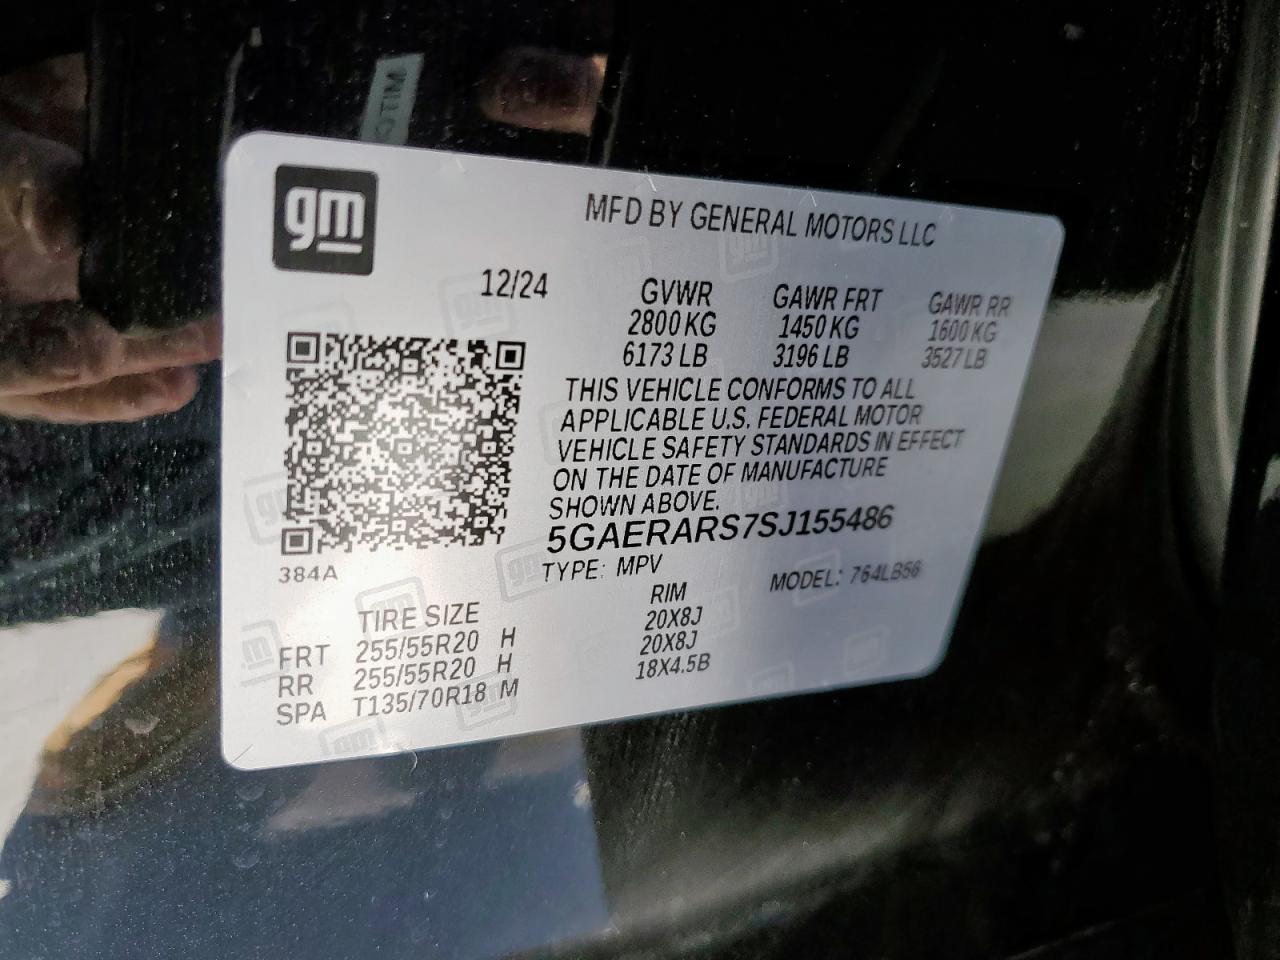 gm
MFD BY GENERAL MOTORS LLC
12/24
GVWR GAWR FRT GAWR RR
2800 KG 1450 KG 1600 KG
6173 LB 3196 LB 3527 LB
THIS VEHICLE CONFORMS TO ALL
APPLICABLE U.S. FEDERAL MOTOR
VEHICLE SAFETY STANDARDS IN EFFECT
ON THE DATE OF MANUFACTURE
SHOWN ABOVE.
5GAERARS7SJ155486
TYPE: MPV MODEL: 764LB56
384A
TIRE SIZE RIM
FRT 255/55R20 H 20X8J
RR 255/55R20 H 20X8J
SPA T135/70R18 M 18X4.5B